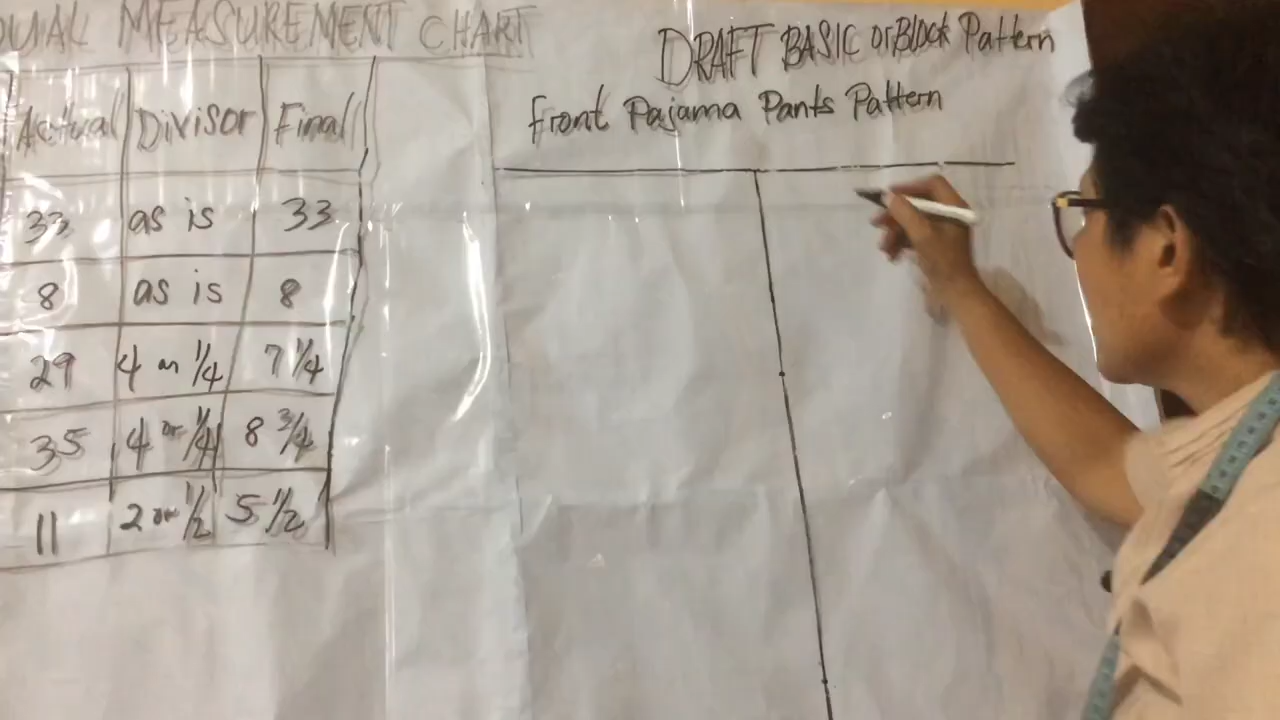 DUAL MEASUREMENT CHART
Actual Divisor Final
33 as is 33
8 as is 8
29 4 or 1/4 7 1/4
35 4 or 1/4 8 3/4
11 2 or 1/2 5 1/2
DRAFT BASIC or Block Pattern
Front Pajama Pants Pattern